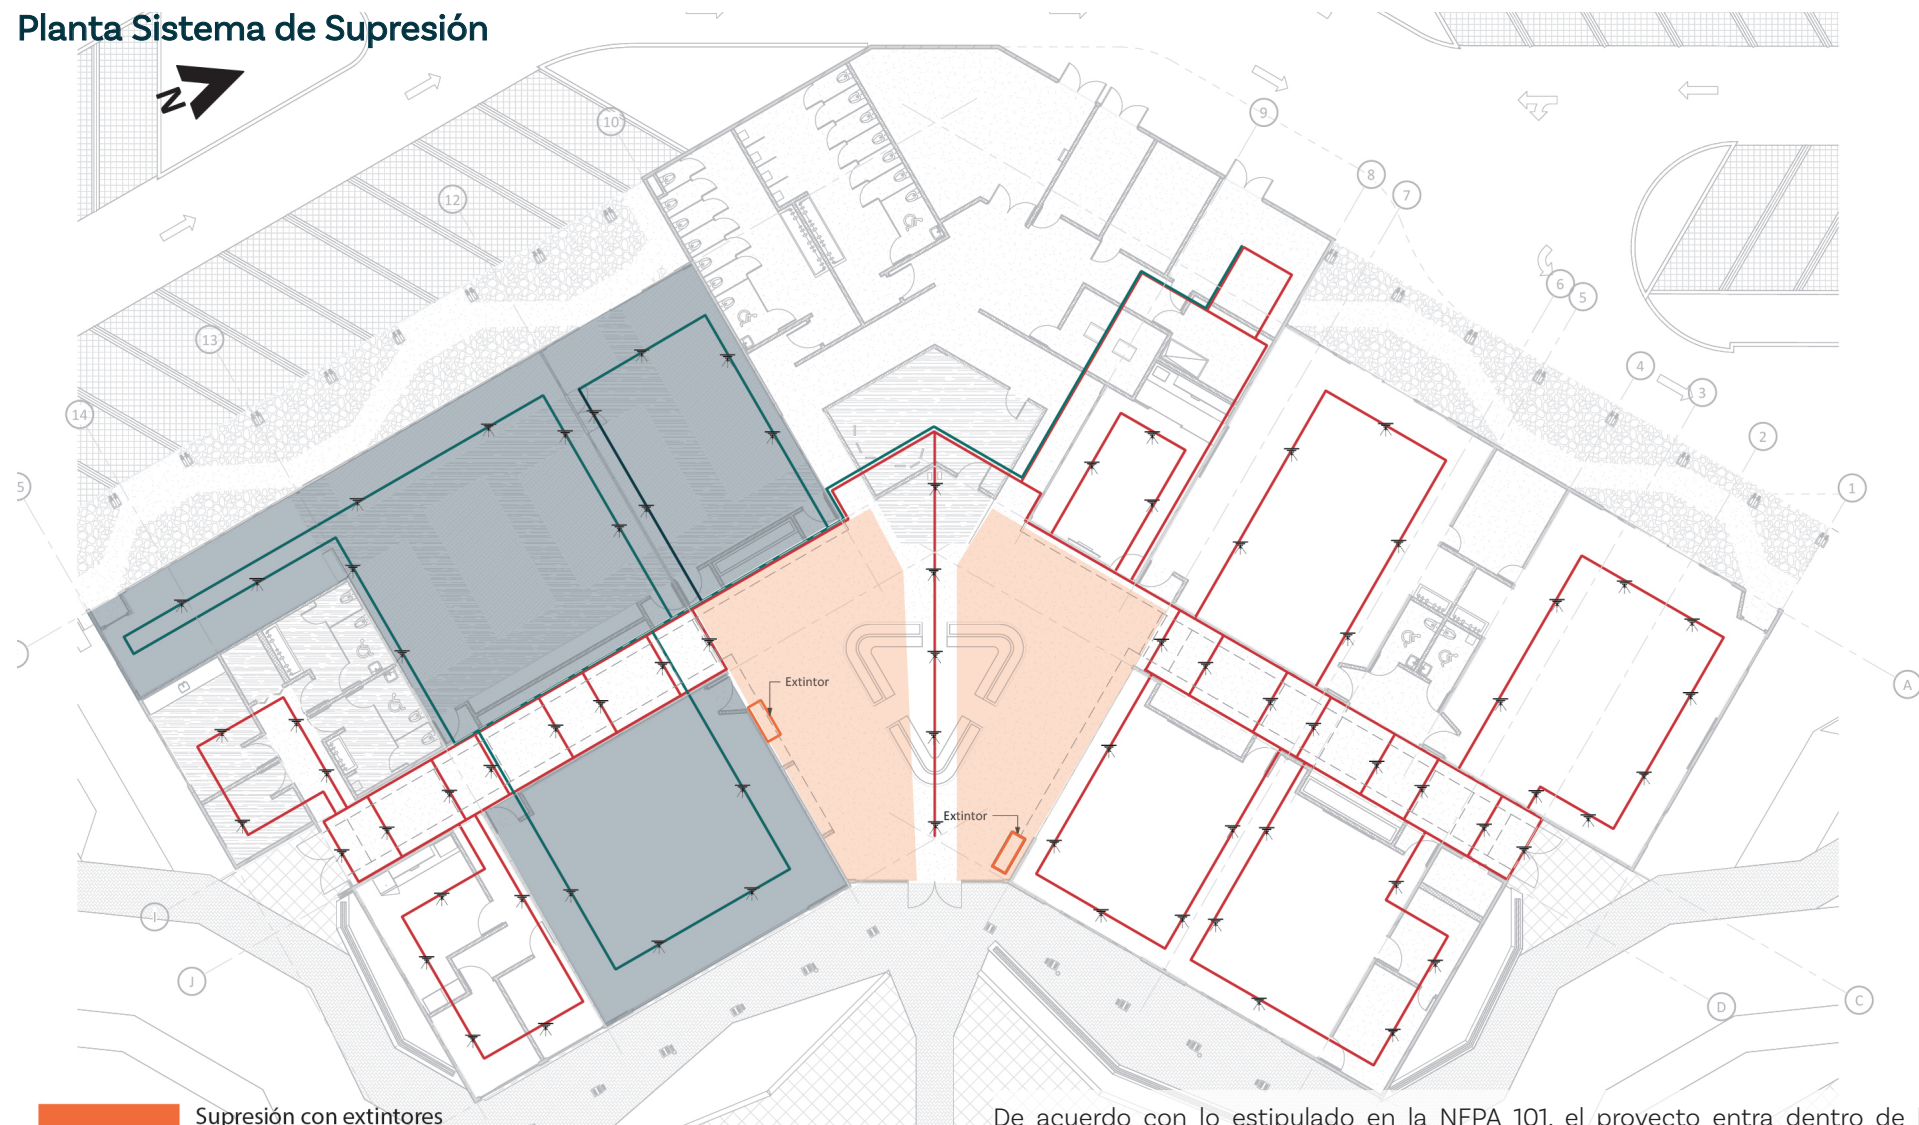 Planta Sistema de Supresión
N
10
9
12
8
7
13
6
5
14
4
3
2
5
1
Extintor
A
Extintor
I
J
D
C
Supresión con extintores
De acuerdo con lo estipulado en la NFPA 101, el proyecto entra dentro de